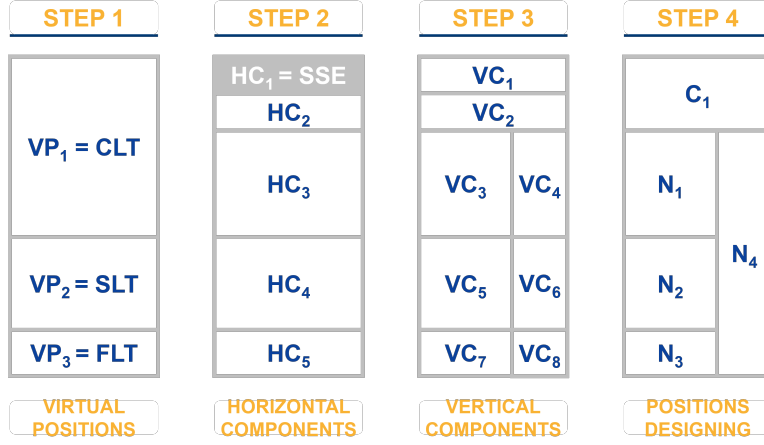 STEP 1
VP1 = CLT
VP2 = SLT
VP3 = FLT
VIRTUAL
POSITIONS
STEP 2
HC1 = SSE
HC2
HC3
HC4
HC5
HORIZONTAL
COMPONENTS
STEP 3
VC1
VC2
VC3 VC4
VC5 VC6
VC7 VC8
VERTICAL
COMPONENTS
STEP 4
C1
N1
N4
N2
N3
POSITIONS
DESIGNING